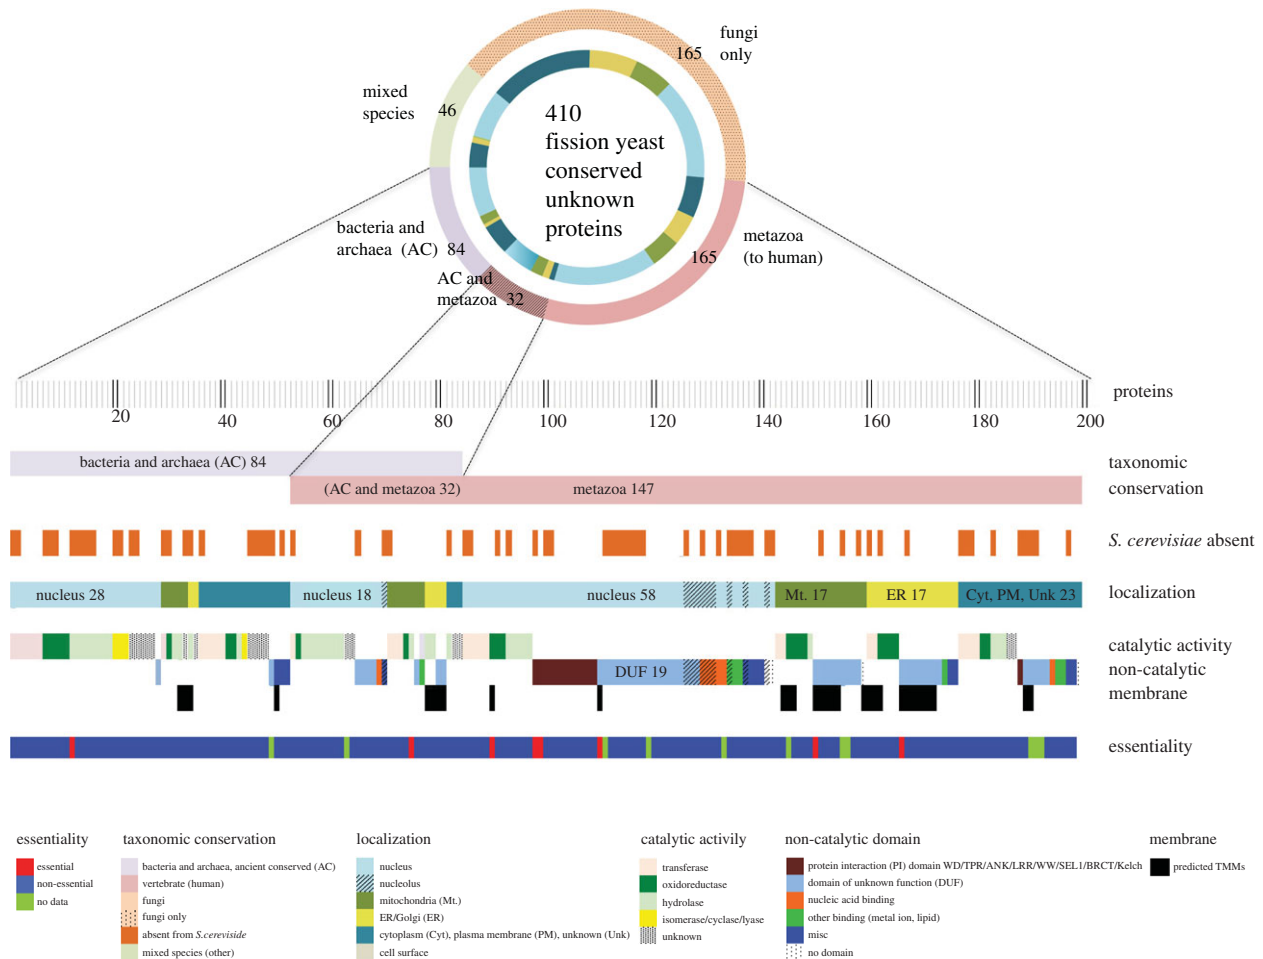 fungi
only
165
mixed
species
46
410
fission yeast
conserved
unknown
proteins
bacteria and
archaea (AC) 84
metazoa
(to human)
165
AC and
metazoa 32
proteins
20 40 60 80 100 120 140 160 180 200
bacteria and archaea (AC) 84
taxonomic
(AC and metazoa 32) metazoa 147
conservation
S. cerevisiae absent
nucleus 28 nucleus 18 nucleus 58 Mt. 17 ER 17 Cyt, PM, Unk 23
localization
catalytic activity
DUF 19
non-catalytic
membrane
essentiality
essentiality
essential
non-essential
no data
taxonomic conservation
bacteria and archaea, ancient conserved (AC)
vertebrate (human)
fungi
fungi only
absent from S.cereviside
mixed species (other)
localization
nucleus
nucleolus
mitochondria (Mt.)
ER/Golgi (ER)
cytoplasm (Cyt), plasma membrane (PM), unknown (Unk)
cell surface
catalytic activily
transferase
oxidoreductase
hydrolase
isomerase/cyclase/lyase
unknown
non-catalytic domain
protein interaction (PI) domain WD/TPR/ANK/LRR/WW/SEL1/BRCT/Kelch
domain of unknown function (DUF)
nucleic acid binding
other binding (metal ion, lipid)
misc
no domain
membrane
predicted TMMs